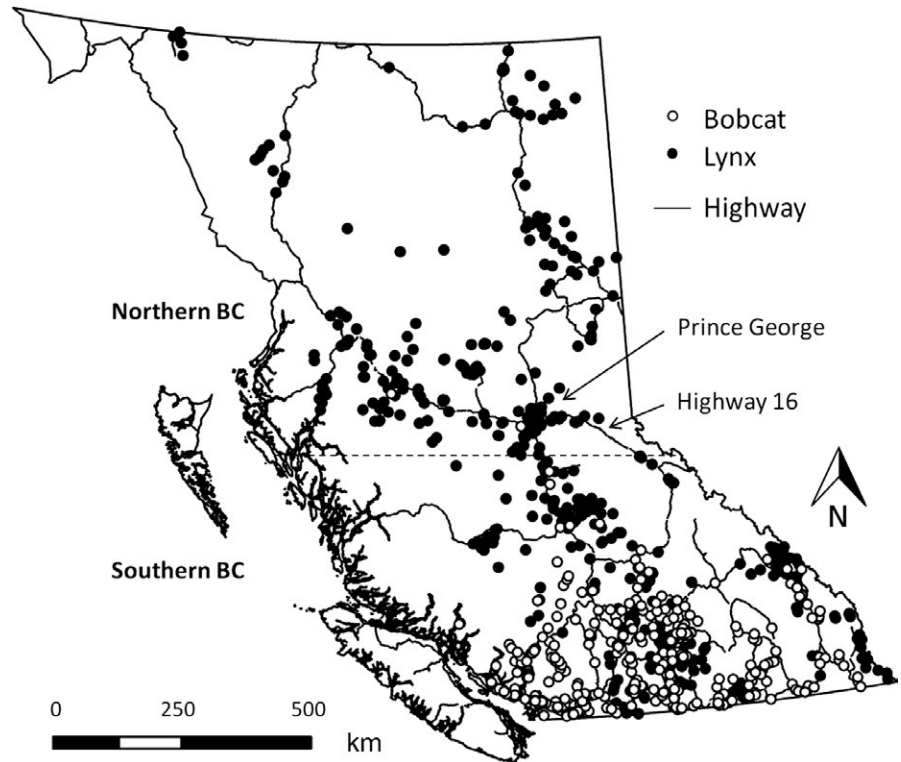 Bobcat
Lynx
Highway
Northern BC
Prince George
Highway 16
N
Southern BC
0 250 500
km